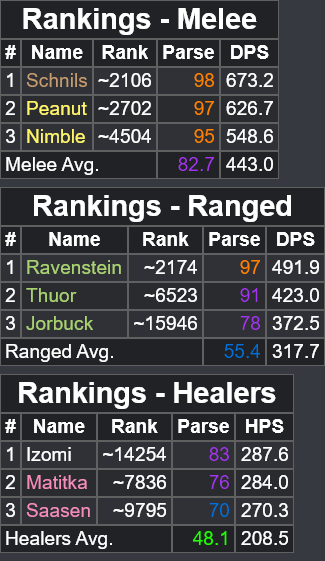 Rankings - Melee
# Name Rank Parse DPS
1 Schnils ~2106 98 673.2
2 Peanut ~2702 97 626.7
3 Nimble ~4504 95 548.6
Melee Avg. 82.7 443.0
Rankings - Ranged
# Name Rank Parse DPS
1 Ravenstein ~2174 97 491.9
2 Thuor ~6523 91 423.0
3 Jorbuck ~15946 78 372.5
Ranged Avg. 55.4 317.7
Rankings - Healers
# Name Rank Parse HPS
1 Izomi ~14254 83 287.6
2 Matitka ~7836 76 284.0
3 Saasen ~9795 70 270.3
Healers Avg. 48.1 208.5